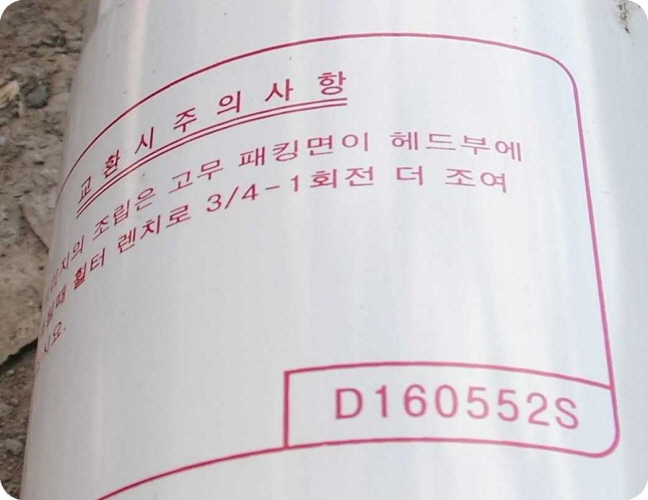 교환시주의사항
조립은 고무 패킹면이 헤드부에
휠터 렌치로 3/4-1회전 더 조여
D160552S